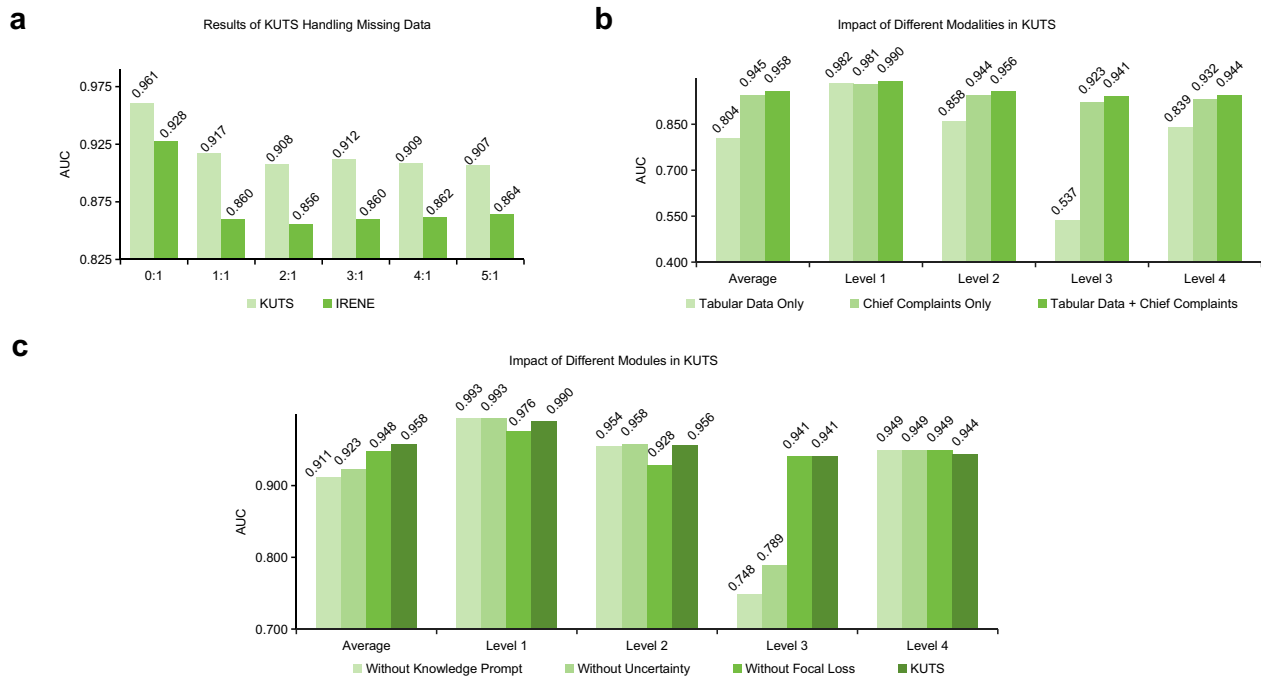 a
Results of KUTS Handling Missing Data
AUC
0.975
0.925
0.875
0.825
0.961
0.928
0.917
0.860
0.908
0.856
0.912
0.860
0.909
0.862
0.907
0.864
0:1
1:1
2:1
3:1
4:1
5:1
KUTS
IRENE
b
Impact of Different Modalities in KUTS
AUC
0.850
0.700
0.550
0.400
0.804
0.945
0.958
0.982
0.981
0.990
0.858
0.944
0.956
0.537
0.923
0.941
0.839
0.932
0.944
Average
Level 1
Level 2
Level 3
Level 4
Tabular Data Only
Chief Complaints Only
Tabular Data + Chief Complaints
c
Impact of Different Modules in KUTS
AUC
0.900
0.800
0.700
0.911
0.923
0.948
0.958
0.993
0.993
0.976
0.990
0.954
0.958
0.928
0.956
0.748
0.789
0.941
0.941
0.949
0.949
0.949
0.944
Average
Level 1
Level 2
Level 3
Level 4
Without Knowledge Prompt
Without Uncertainty
Without Focal Loss
KUTS